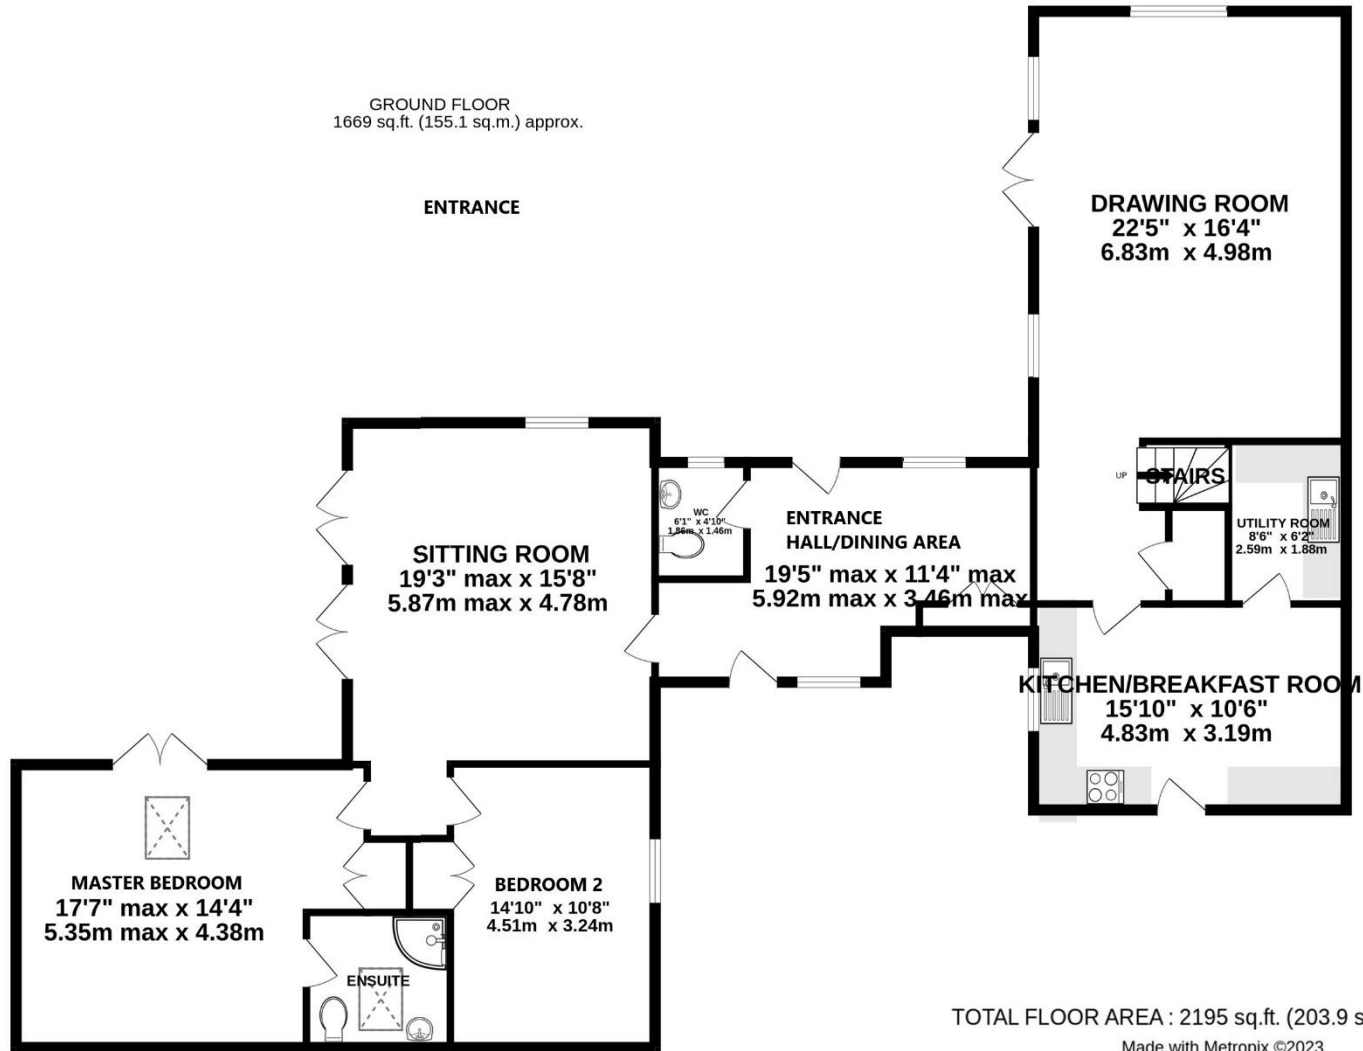 GROUND FLOOR
1669 sq.ft. (155.1 sq.m.) approx.
ENTRANCE
DRAWING ROOM
22'5" x 16'4"
6.83m x 4.98m
UP
STAIRS
UTILITY ROOM
8'6" x 6'2"
2.59m x 1.88m
WC
6'1" x 4'10"
1.86m x 1.46m
ENTRANCE
HALL/DINING AREA
19'5" max x 11'4" max
5.92m max x 3.46m max
SITTING ROOM
19'3" max x 15'8"
5.87m max x 4.78m
KITCHEN/BREAKFAST ROOM
15'10" x 10'6"
4.83m x 3.19m
MASTER BEDROOM
17'7" max x 14'4"
5.35m max x 4.38m
BEDROOM 2
14'10" x 10'8"
4.51m x 3.24m
ENSUITE
TOTAL FLOOR AREA : 2195 sq.ft. (203.9 s
Made with Metropix ©2023